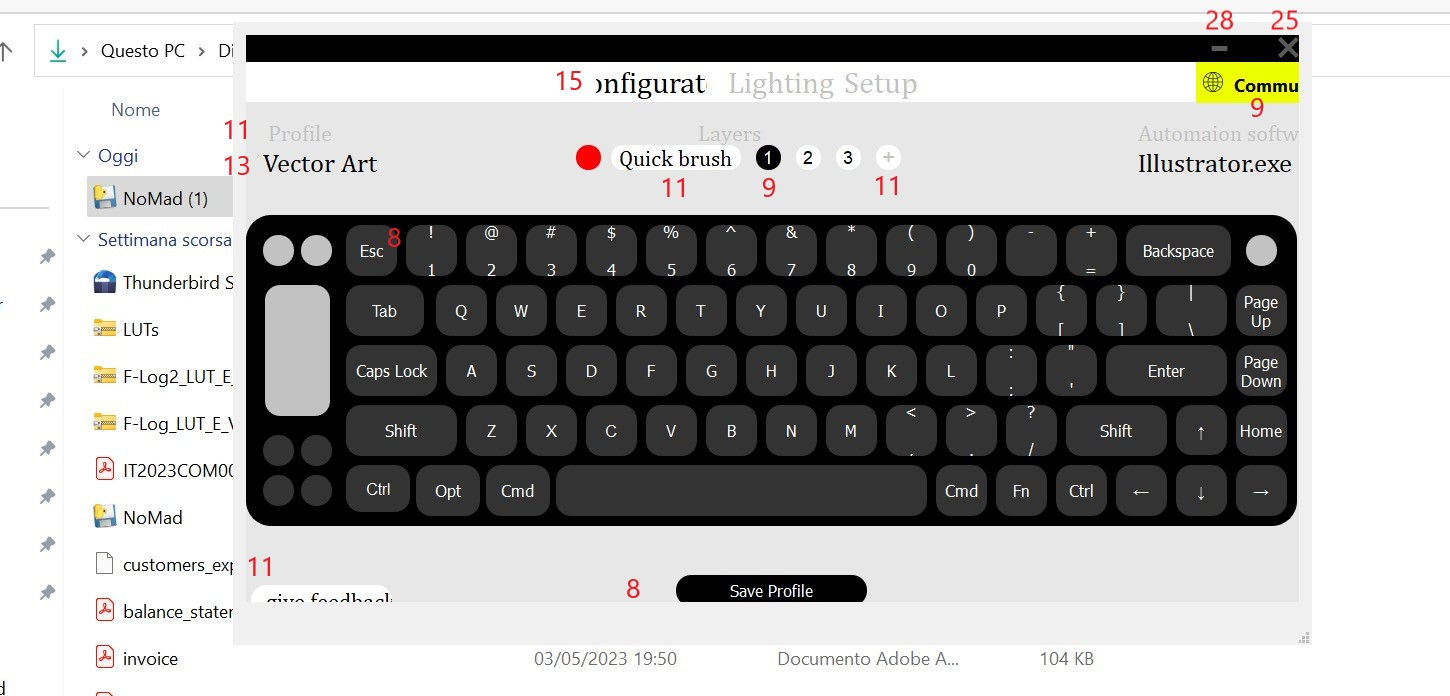 28 25
Questo PC > Di
15 onfigurat Lighting Setup Commu
9
Nome
11 Profile Layers Automaion softw
Oggi
13 Vector Art Quick brush 1 2 3 + Illustrator.exe
11 9 11
NoMad (1)
Settimana scorsa
Esc 8 ! 1 @ 2 # 3 $ 4 % 5 ^ 6 & 7 * 8 ( 9 ) 0 - + = Backspace
Thunderbird S
Tab Q W E R T Y U I O P { [ } ] | \ Page Up
LUTs
Caps Lock A S D F G H J K L : ; " ' Enter Page Down
F-Log2_LUT_E_
F-Log_LUT_E_V
Shift Z X C V B N M < , > . ? / Shift ↑ Home
IT2023COM00
Ctrl Opt Cmd Cmd Fn Ctrl ← ↓ →
NoMad
customers_exp
11
give feedback
8 Save Profile
balance_stater
invoice
03/05/2023 19:50 Documento Adobe A... 104 KB